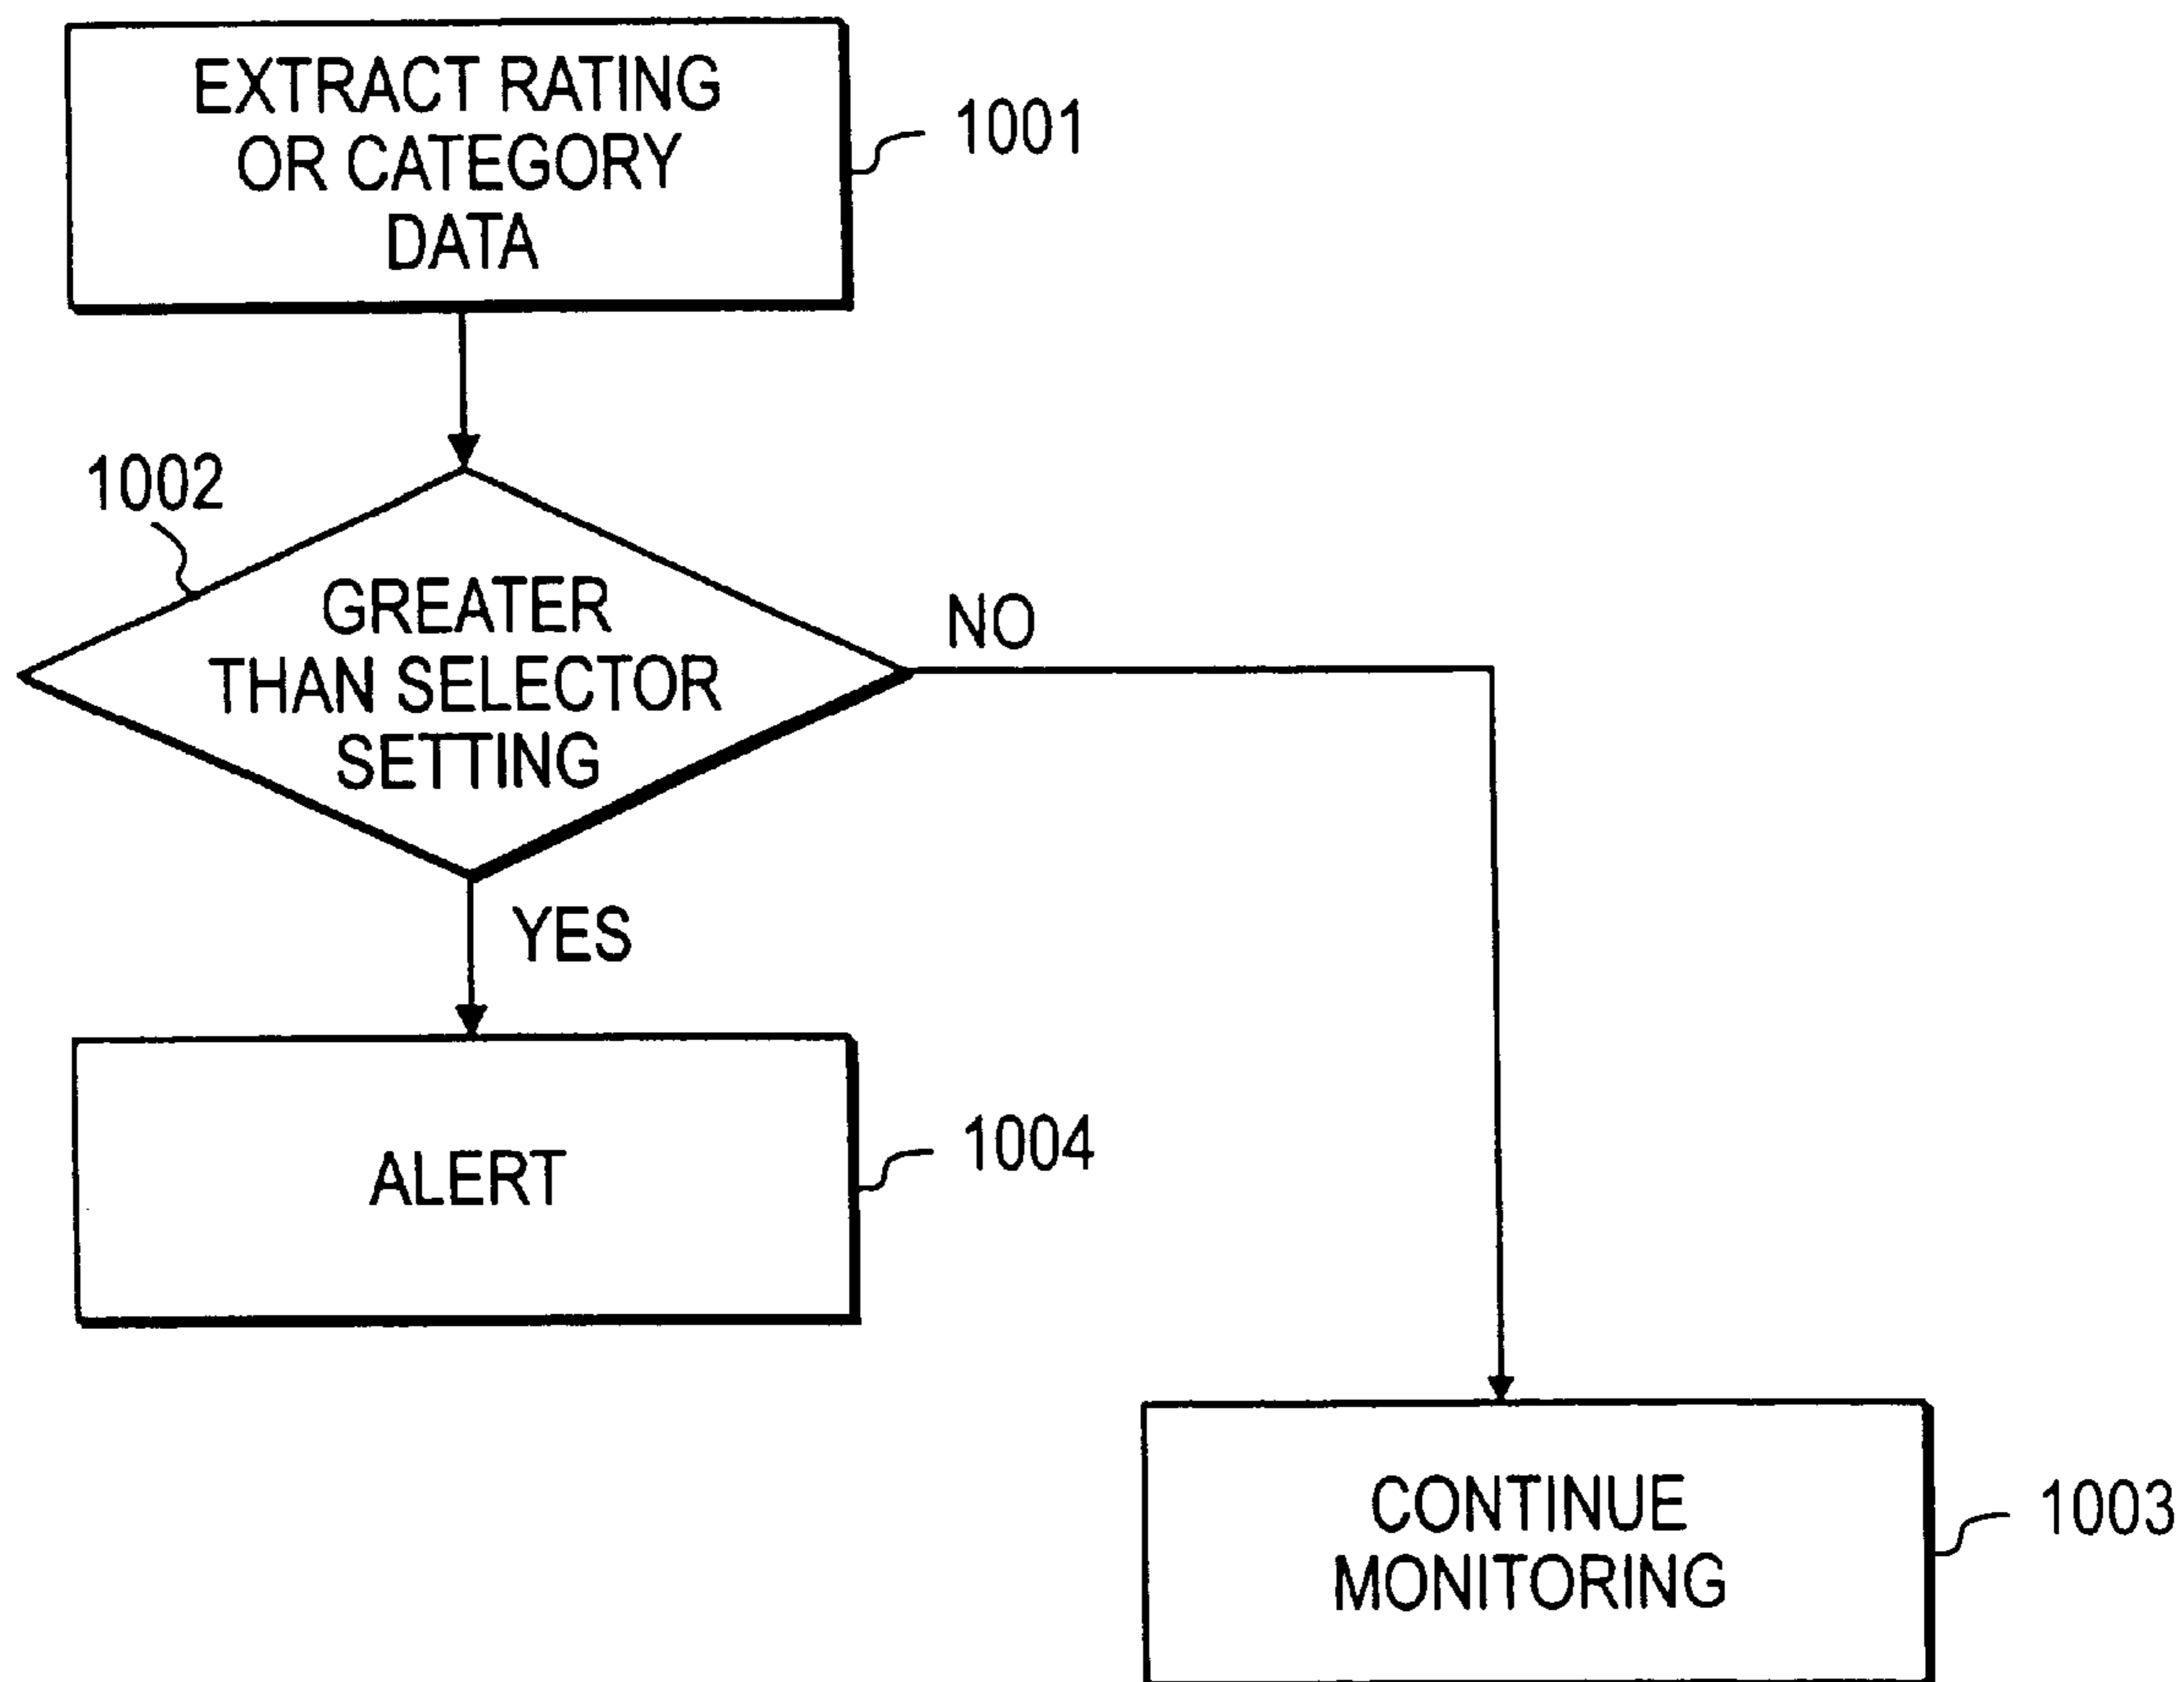 EXTRACT RATING
OR CATEGORY
DATA
1001
1002
GREATER
THAN SELECTOR
SETTING
NO
YES
ALERT
1004
CONTINUE
MONITORING
1003